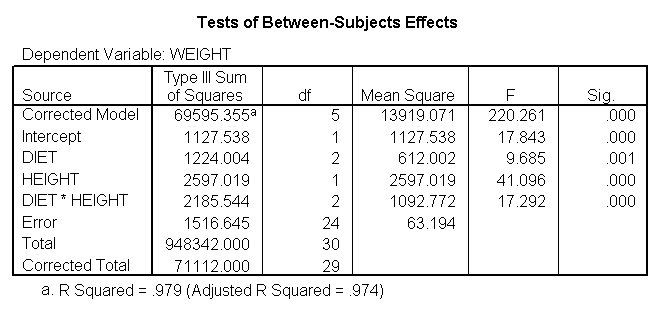 Tests of Between-Subjects Effects
Dependent Variable: WEIGHT
Source Type III Sum of Squares df Mean Square F Sig.
Corrected Model 69595.355a 5 13919.071 220.261 .000
Intercept 1127.538 1 1127.538 17.843 .000
DIET 1224.004 2 612.002 9.685 .001
HEIGHT 2597.019 1 2597.019 41.096 .000
DIET * HEIGHT 2185.544 2 1092.772 17.292 .000
Error 1516.645 24 63.194
Total 948342.000 30
Corrected Total 71112.000 29
a. R Squared = .979 (Adjusted R Squared = .974)